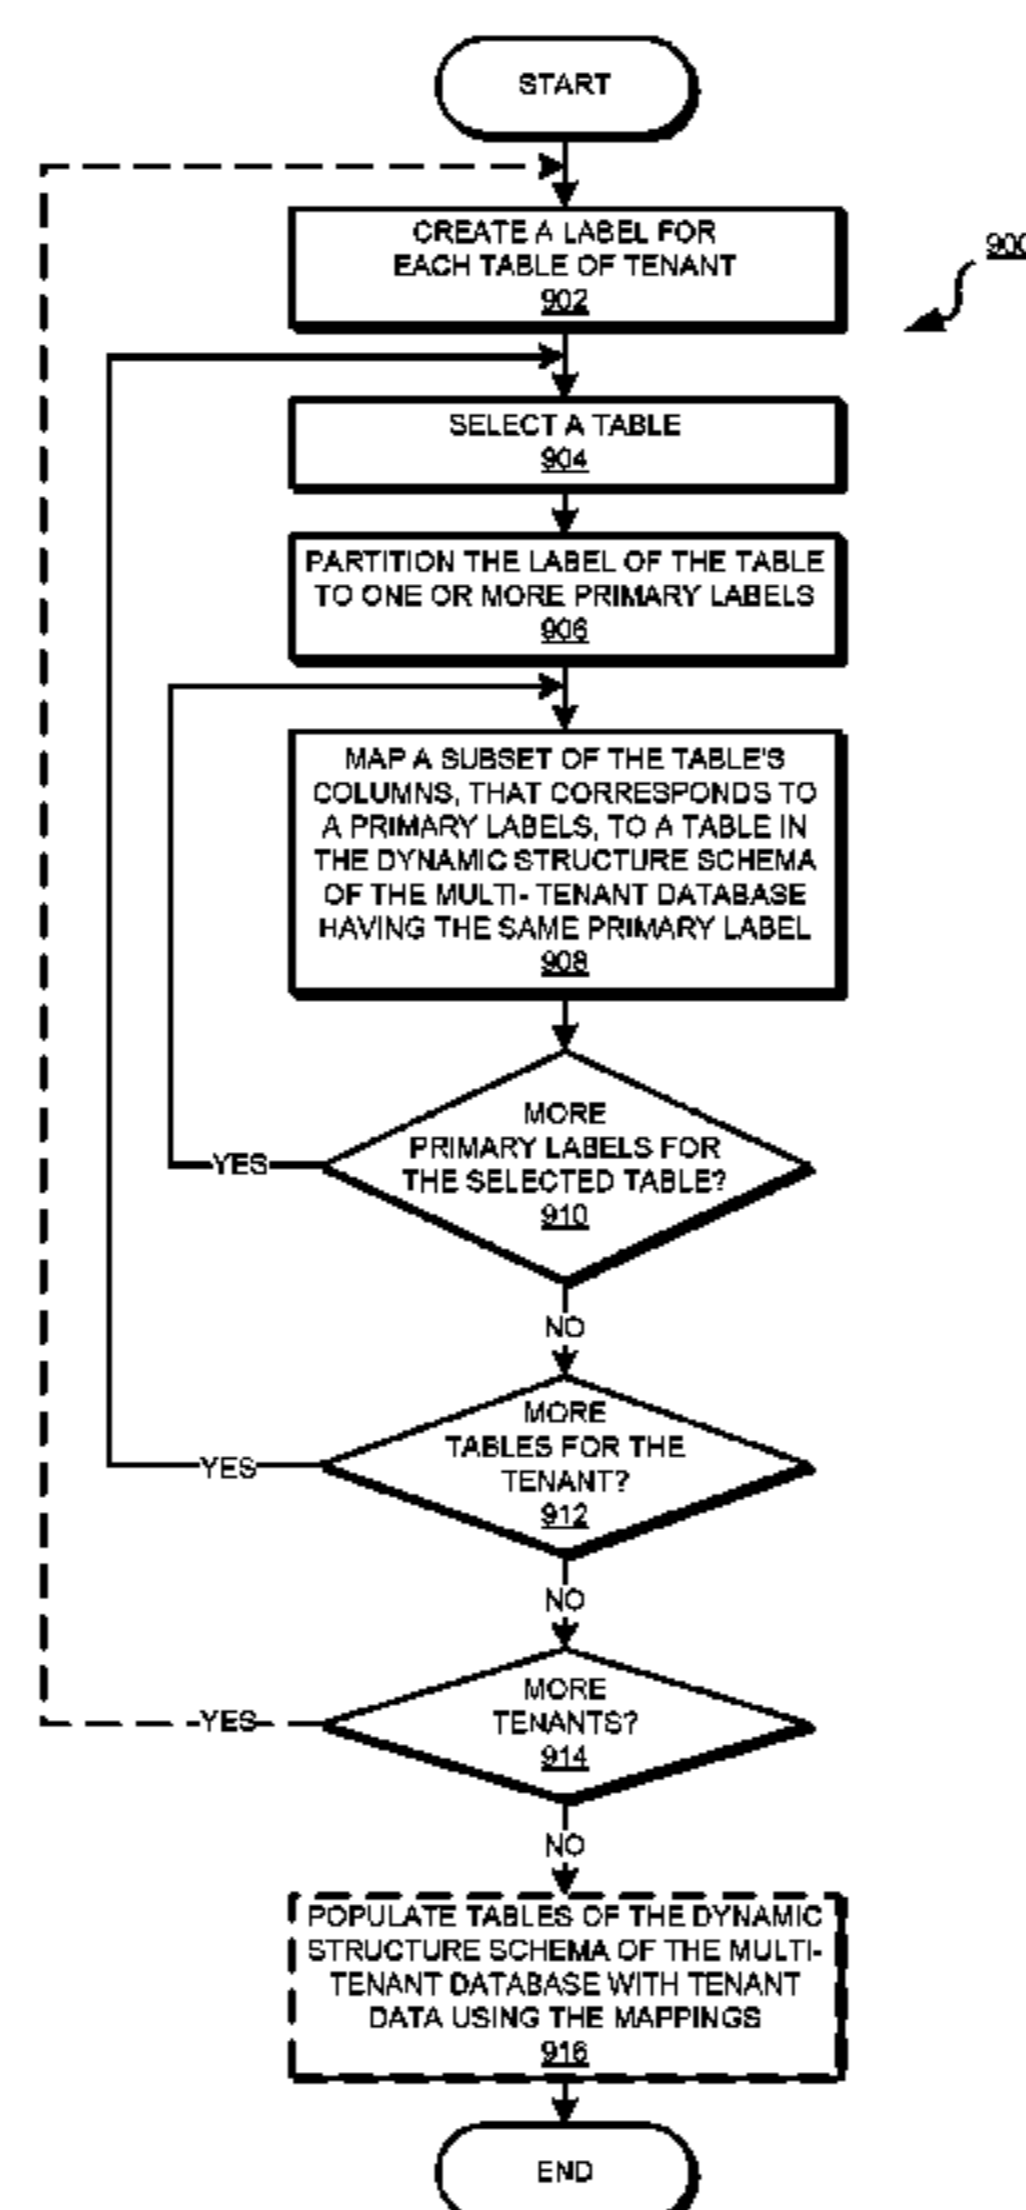 START
CREATE A LABEL FOR
EACH TABLE OF TENANT
902
900
SELECT A TABLE
904
PARTITION THE LABEL OF THE TABLE
TO ONE OR MORE PRIMARY LABELS
906
MAP A SUBSET OF THE TABLE'S
COLUMNS, THAT CORRESPONDS TO
A PRIMARY LABELS, TO A TABLE IN
THE DYNAMIC STRUCTURE SCHEMA
OF THE MULTI- TENANT DATABASE
HAVING THE SAME PRIMARY LABEL
908
MORE
PRIMARY LABELS FOR
THE SELECTED TABLE?
910
YES
NO
MORE
TABLES FOR THE
TENANT?
912
YES
NO
MORE
TENANTS?
914
YES
NO
POPULATE TABLES OF THE DYNAMIC
STRUCTURE SCHEMA OF THE MULTI-
TENANT DATABASE WITH TENANT
DATA USING THE MAPPINGS
916
END